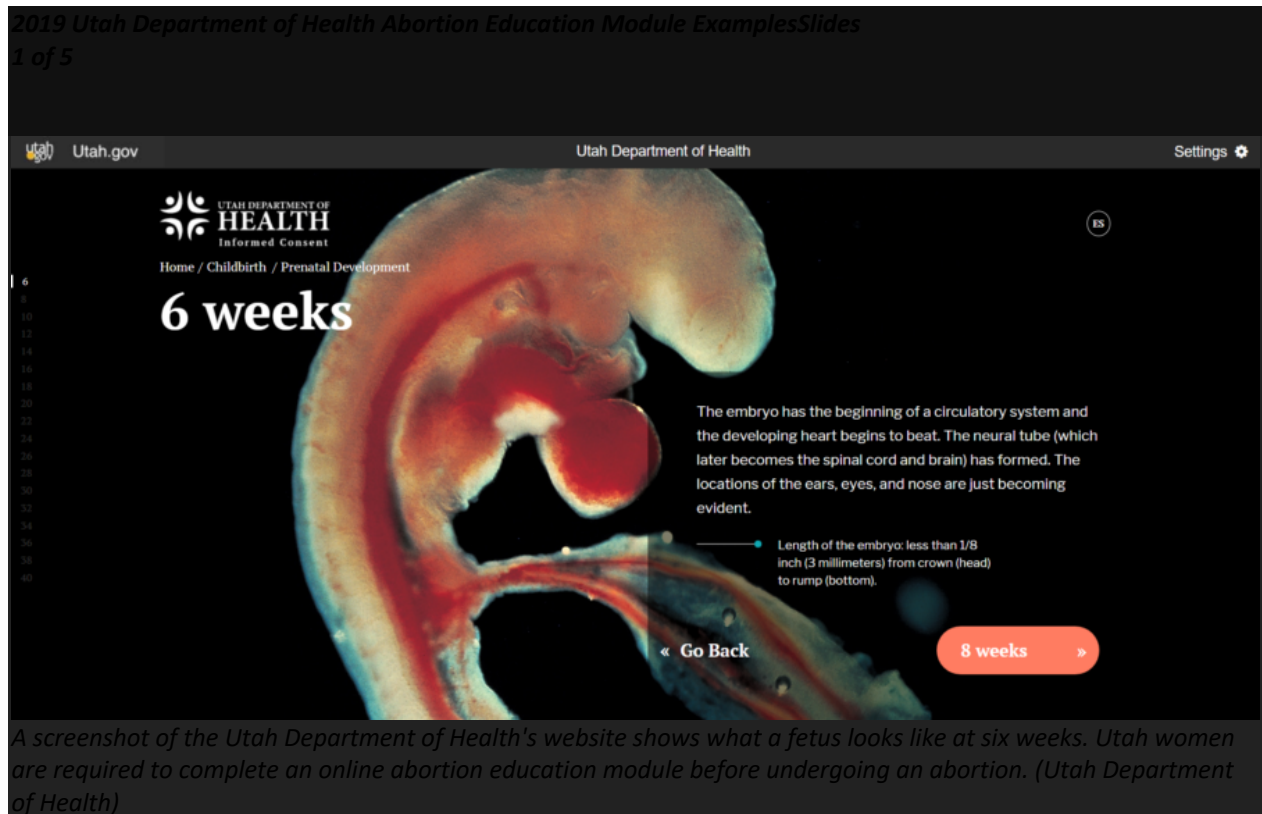 2019 Utah Department of Health Abortion Education Module ExamplesSlides
1 of 5
utah gov
Utah.gov
Utah Department of Health
Settings
UTAH DEPARTMENT OF
HEALTH
Informed Consent
ES
Home / Childbirth / Prenatal Development
6 weeks
6
8
10
12
14
16
18
20
22
24
26
28
30
32
34
36
38
40
The embryo has the beginning of a circulatory system and
the developing heart begins to beat. The neural tube (which
later becomes the spinal cord and brain) has formed. The
locations of the ears, eyes, and nose are just becoming
evident.
Length of the embryo: less than 1/8
inch (3 millimeters) from crown (head)
to rump (bottom).
« Go Back
8 weeks »
A screenshot of the Utah Department of Health's website shows what a fetus looks like at six weeks. Utah women
are required to complete an online abortion education module before undergoing an abortion. (Utah Department
of Health)